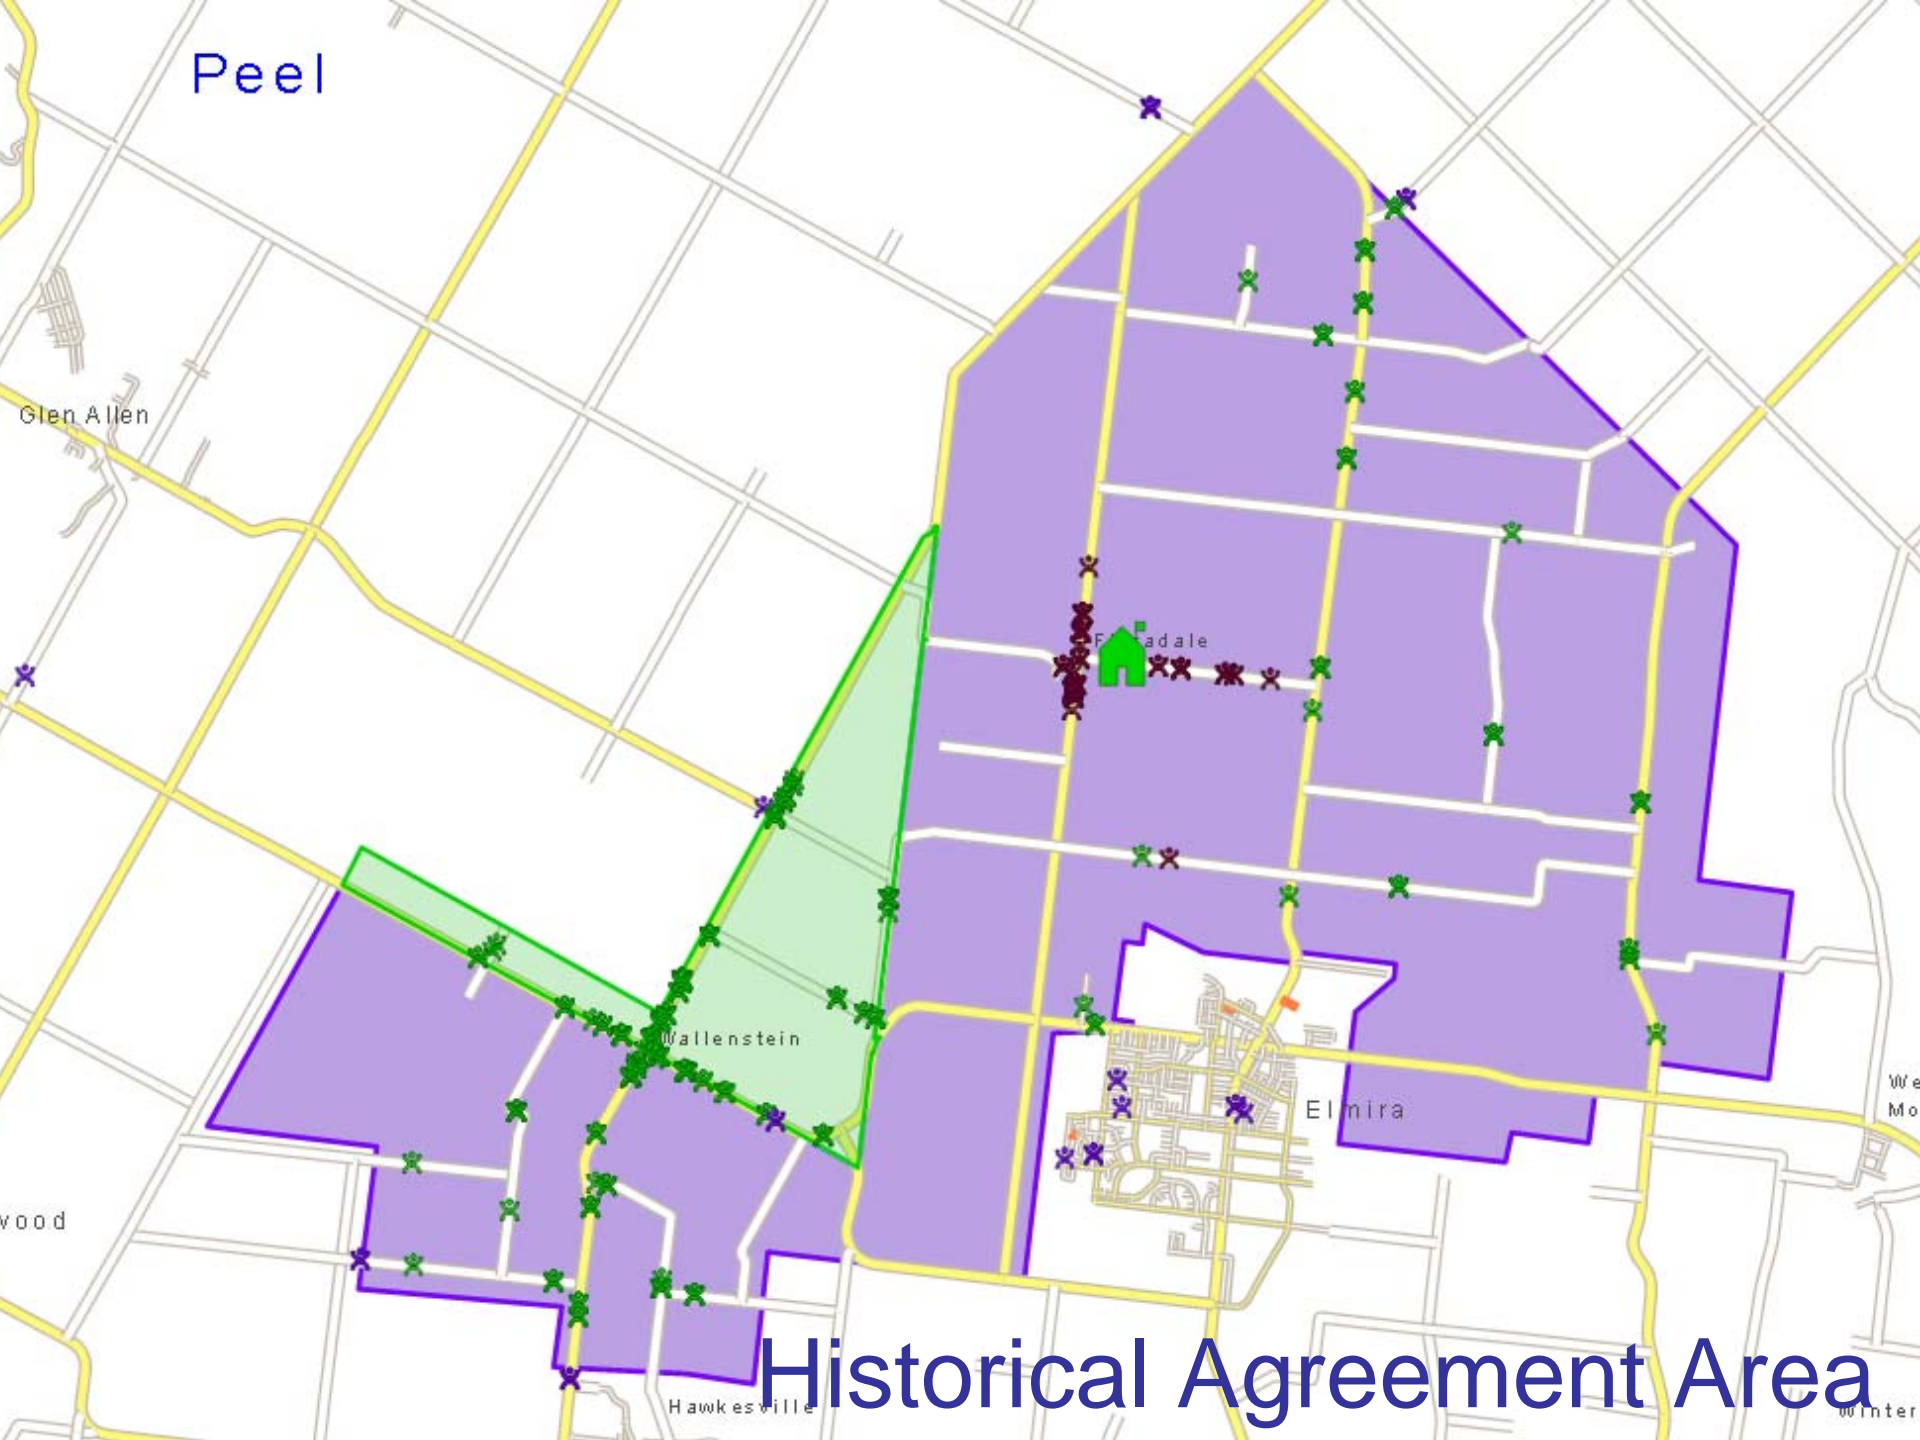 Peel
Glen Allen
Wallenstein
Elmira
Hawkesville
Historical Agreement Area